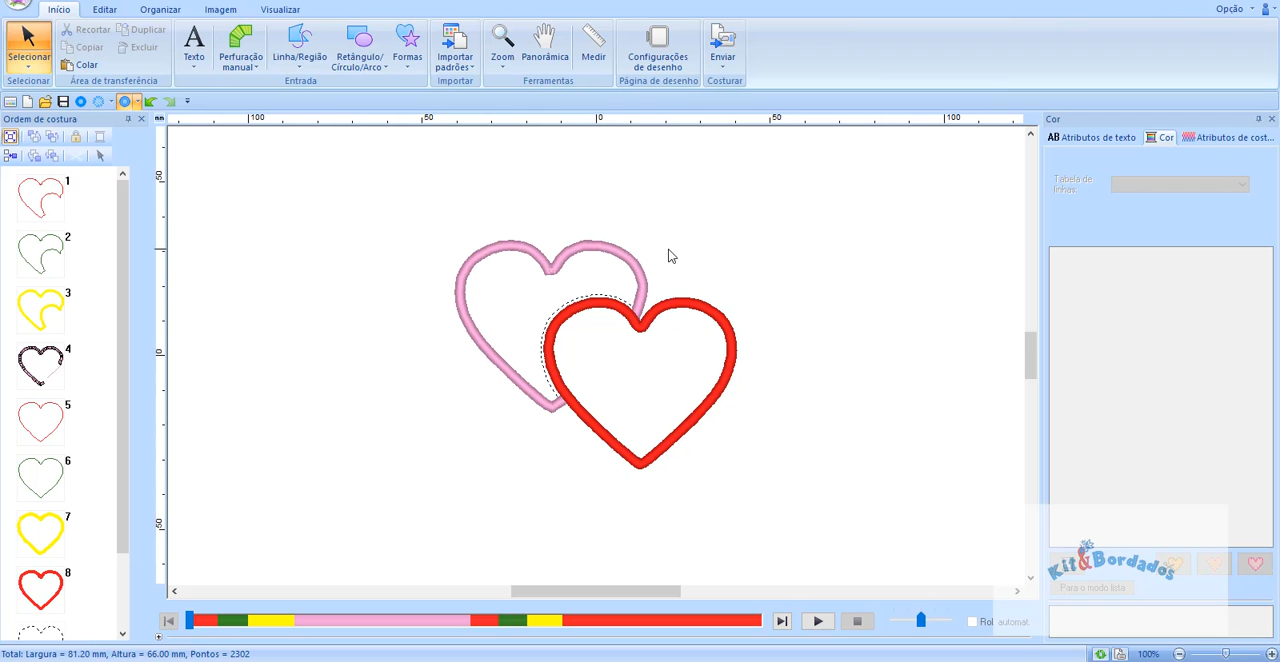 Início Editar Organizar Imagem Visualizar Opção
Selecionar Recortar Duplicar Copiar Excluir Colar
Texto Perfuração manual Linha/Região Retângulo/ Círculo/Arco Formas
Importar padrões Zoom Panorâmica Medir Configurações de desenho Enviar
Selecionar Área de transferência Entrada Importar Ferramentas Página de desenho Costurar
Ordem de costura
mm 100 50 0 50 100
Cor
AB Atributos de texto Cor Atributos de cost...
Tabela de linhas
1
2
3
4
5
6
7
8
50
0
50
Kit&Bordados
Para o modo lista
Rol automat.
Total: Largura = 81.20 mm, Altura = 66.00 mm, Pontos = 2302
100%